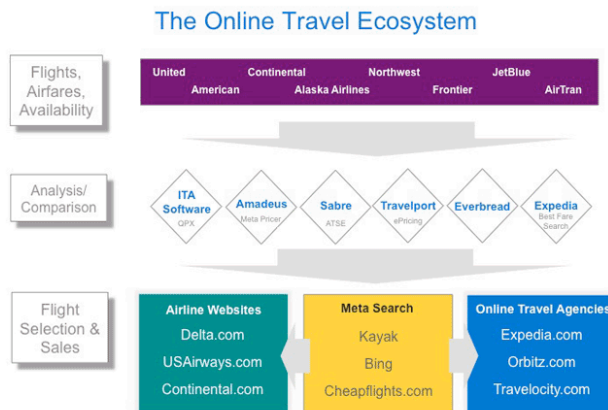 The Online Travel Ecosystem
Flights,
Airfares,
Availability
United Continental Northwest JetBlue
American Alaska Airlines Frontier AirTran
Analysis/
Comparison
ITA
Software
QPX
Amadeus
Meta Pricer
Sabre
ATSE
Travelport
ePricing
Everbread
Expedia
Best Fare
Search
Flight
Selection &
Sales
Airline Websites
Delta.com
USAirways.com
Continental.com
Meta Search
Kayak
Bing
Cheapflights.com
Online Travel Agencies
Expedia.com
Orbitz.com
Travelocity.com